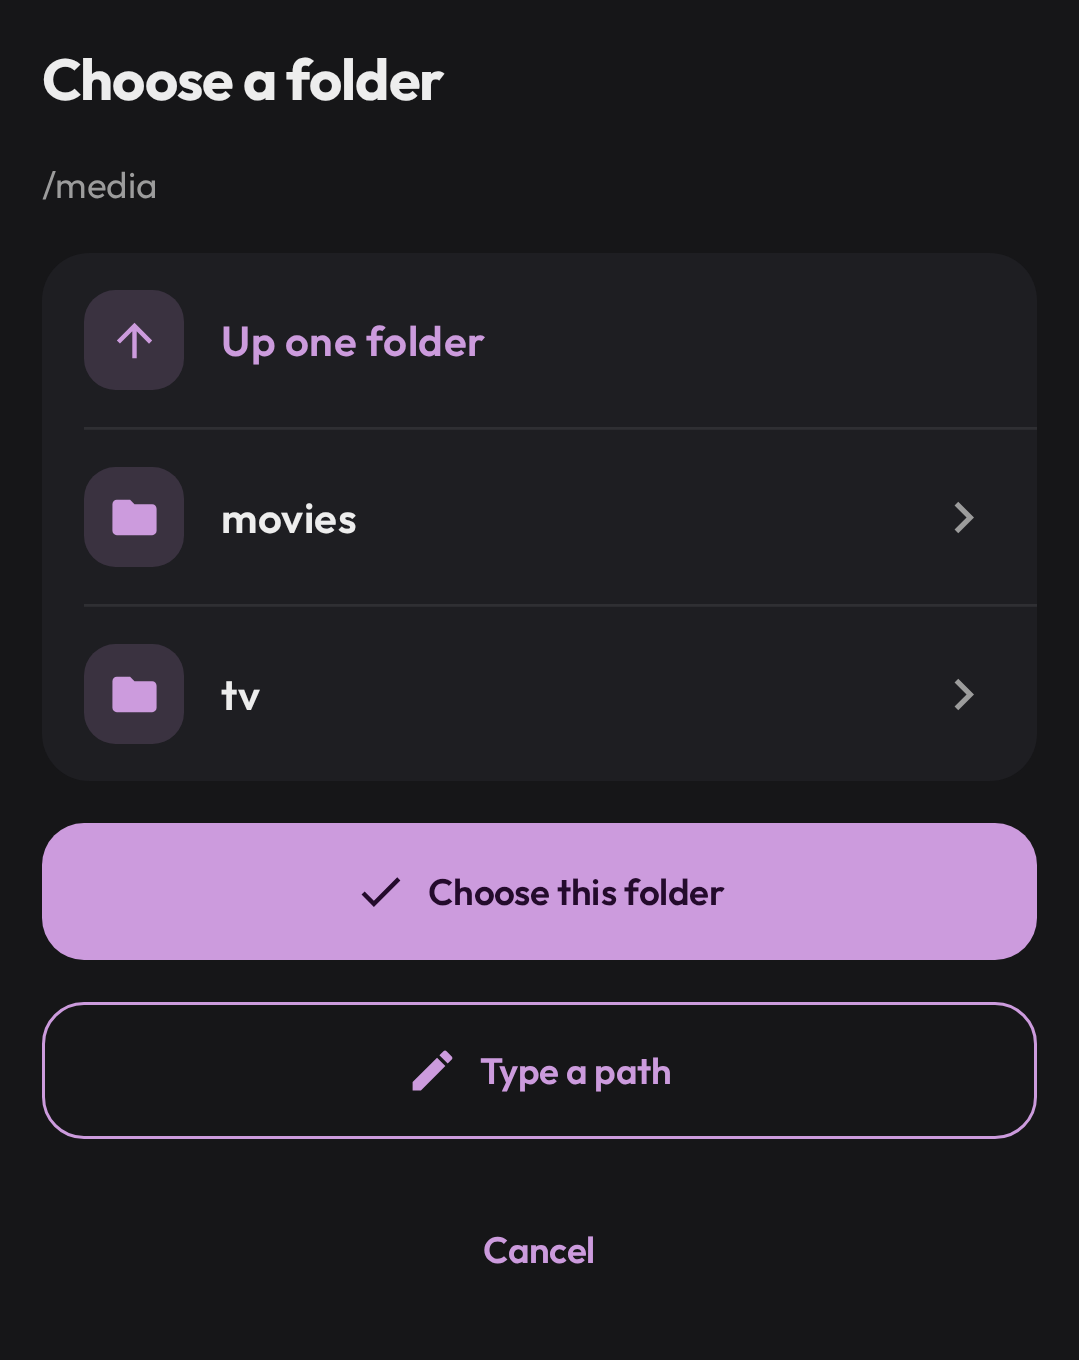 Choose a folder
/media
Up one folder
movies
tv
Choose this folder
Type a path
Cancel